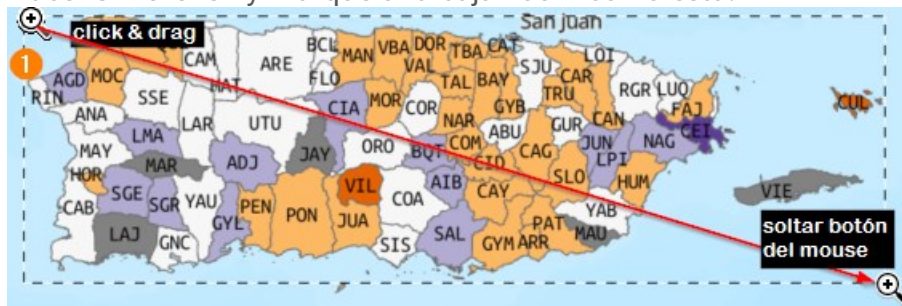 San juan
click & drag
1
CAM
ARE
BCL
MAN
VBA
DOR
TBA
CAT
SJU
LOI
AGD
MOC
MAT
FLO
VAL
TAL
BAY
CAR
TRU
RGR
LUQ
RIN
SSE
CIA
MOR
COR
NAR
GYB
CAN
FAJ
CUL
ANA
LMA
LAR
UTU
ABU
GUR
JUN
NAG
CEI
MAY
MAR
ADJ
JAY
ORO
BQT
COM
CID
CAG
LPI
HOR
SGE
SGR
YAU
PEN
VIL
COA
AIB
CAY
SLO
HUM
VIE
CAB
GYL
PON
JUA
YAB
LAJ
GNC
SIS
SAL
GYM
ARR
PAT
MAU
soltar botón
del mouse